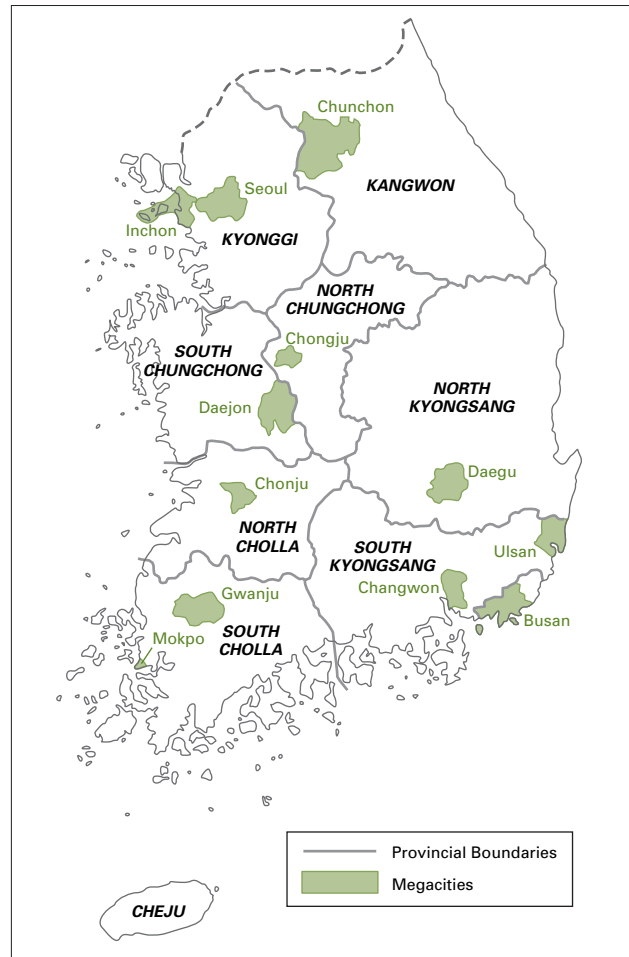 Chunchon
KANGWON
Seoul
Inchon
KYONGGI
NORTH
CHUNGCHONG
SOUTH
CHUNGCHONG
Chongju
NORTH
KYONGSANG
Daejon
Daegu
Chonju
NORTH
CHOLLA
SOUTH
KYONGSANG
Ulsan
Changwon
Busan
Gwanju
SOUTH
CHOLLA
Mokpo
Provincial Boundaries
Megacities
CHEJU